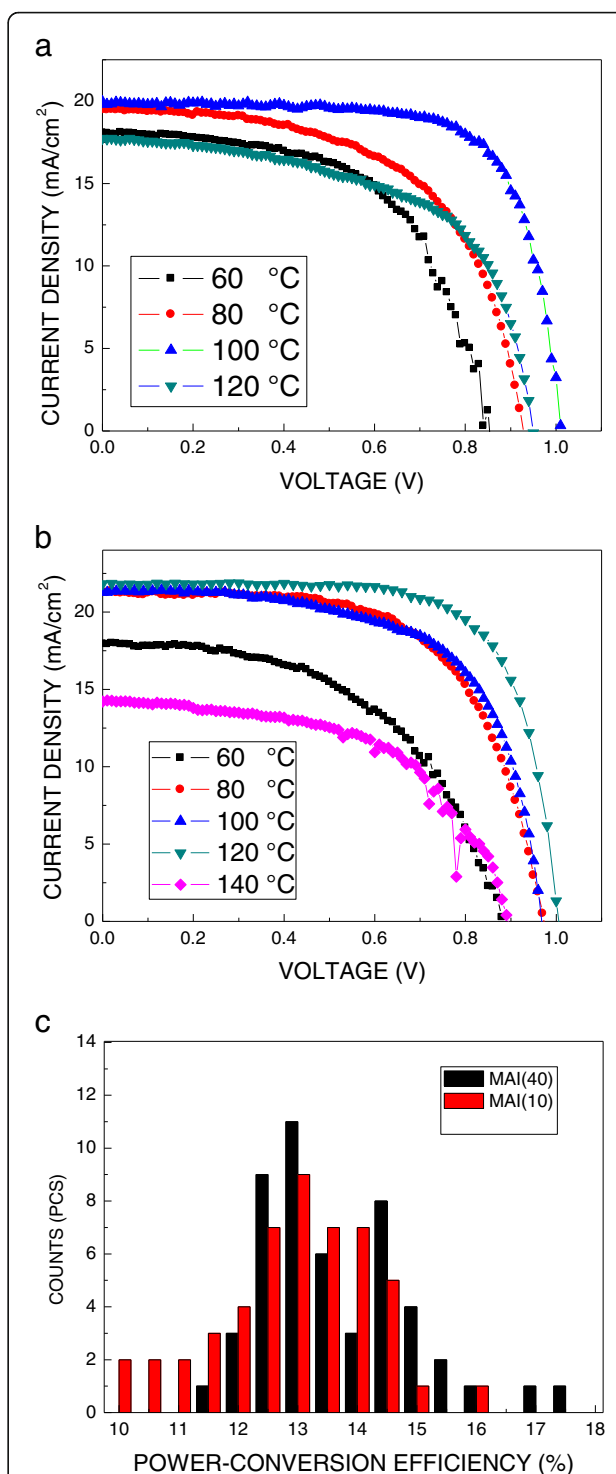 a
20
15
10
5
0
CURRENT DENSITY (mA/cm²)
60 °C
80 °C
100 °C
120 °C
0.0 0.2 0.4 0.6 0.8 1.0
VOLTAGE (V)
b
20
15
10
5
0
CURRENT DENSITY (mA/cm²)
60 °C
80 °C
100 °C
120 °C
140 °C
0.0 0.2 0.4 0.6 0.8 1.0
VOLTAGE (V)
c
14
12
10
8
6
4
2
0
COUNTS (PCS)
MAI(40)
MAI(10)
10 11 12 13 14 15 16 17 18
POWER-CONVERSION EFFICIENCY (%)